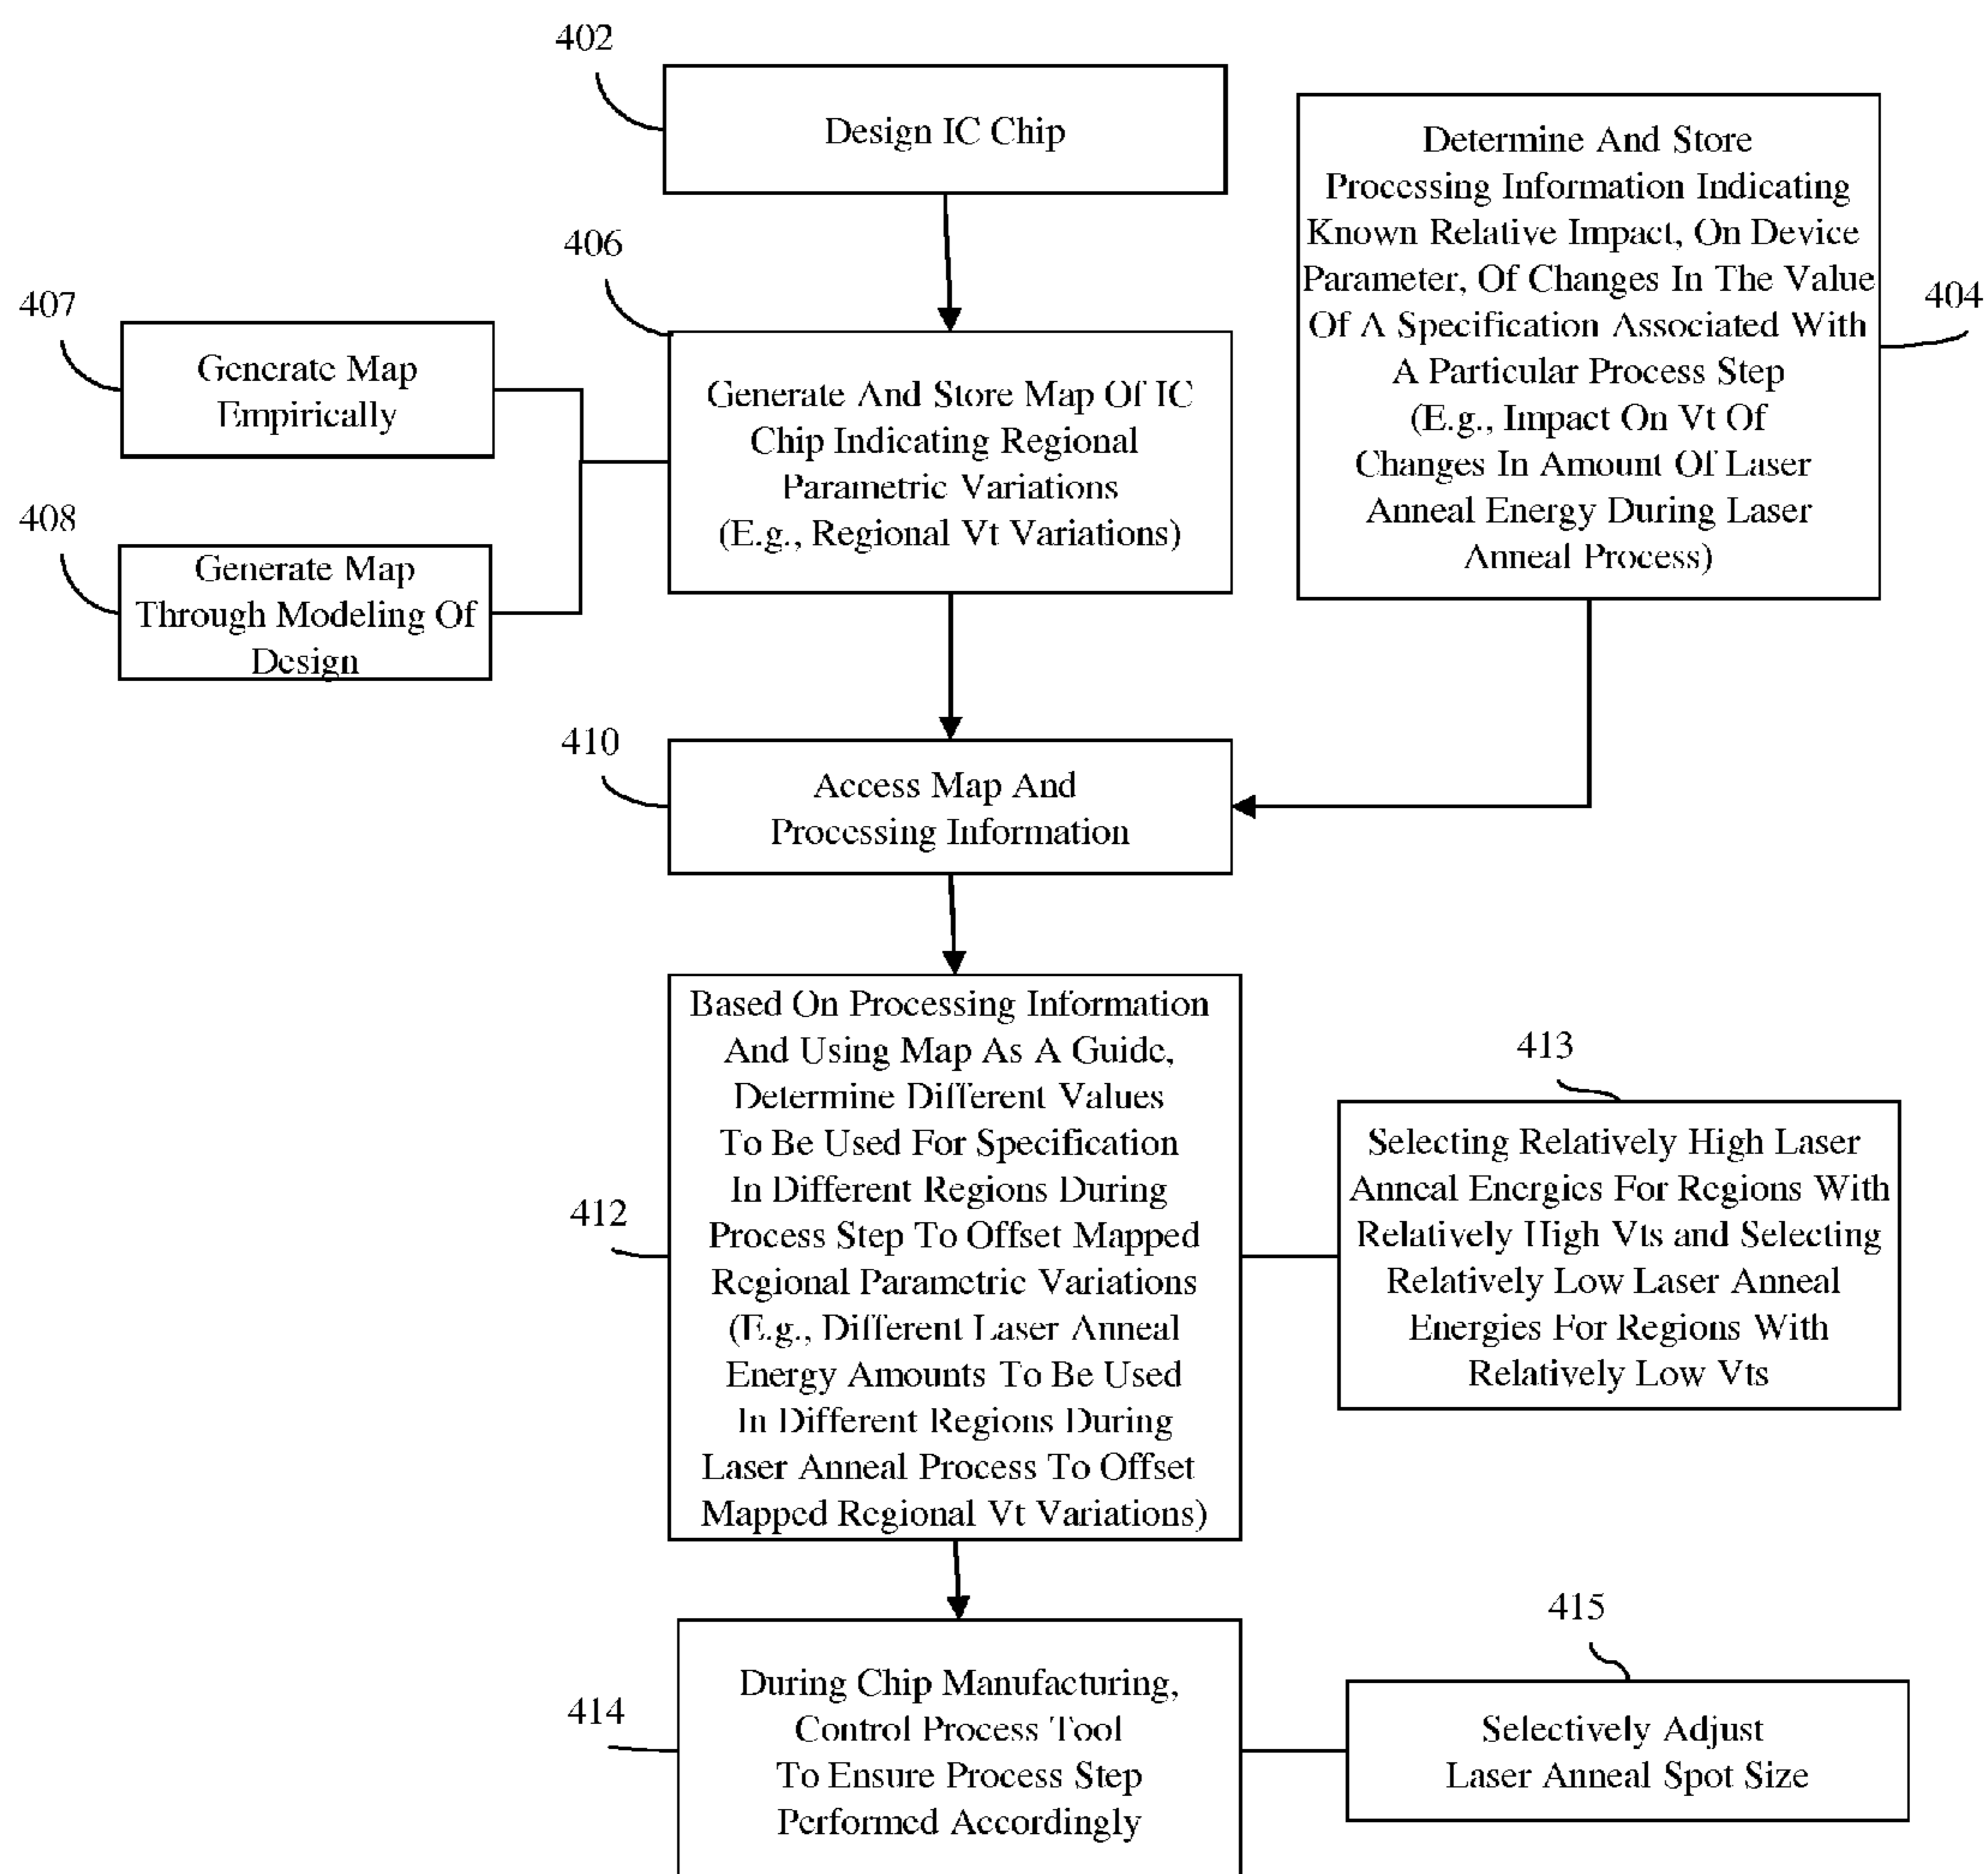 402
Design IC Chip
Determine And Store
Processing Information Indicating
Known Relative Impact, On Device
Parameter, Of Changes In The Value
Of A Specification Associated With
A Particular Process Step
(E.g., Impact On Vt Of
Changes In Amount Of Laser
Anneal Energy During Laser
Anneal Process)
404
406
Generate And Store Map Of IC
Chip Indicating Regional
Parametric Variations
(E.g., Regional Vt Variations)
407
Generate Map
Empirically
408
Generate Map
Through Modeling Of
Design
410
Access Map And
Processing Information
412
Based On Processing Information
And Using Map As A Guide,
Determine Different Values
To Be Used For Specification
In Different Regions During
Process Step To Offset Mapped
Regional Parametric Variations
(E.g., Different Laser Anneal
Energy Amounts To Be Used
In Different Regions During
Laser Anneal Process To Offset
Mapped Regional Vt Variations)
413
Selecting Relatively High Laser
Anneal Energies For Regions With
Relatively High Vts and Selecting
Relatively Low Laser Anneal
Energies For Regions With
Relatively Low Vts
414
During Chip Manufacturing,
Control Process Tool
To Ensure Process Step
Performed Accordingly
415
Selectively Adjust
Laser Anneal Spot Size